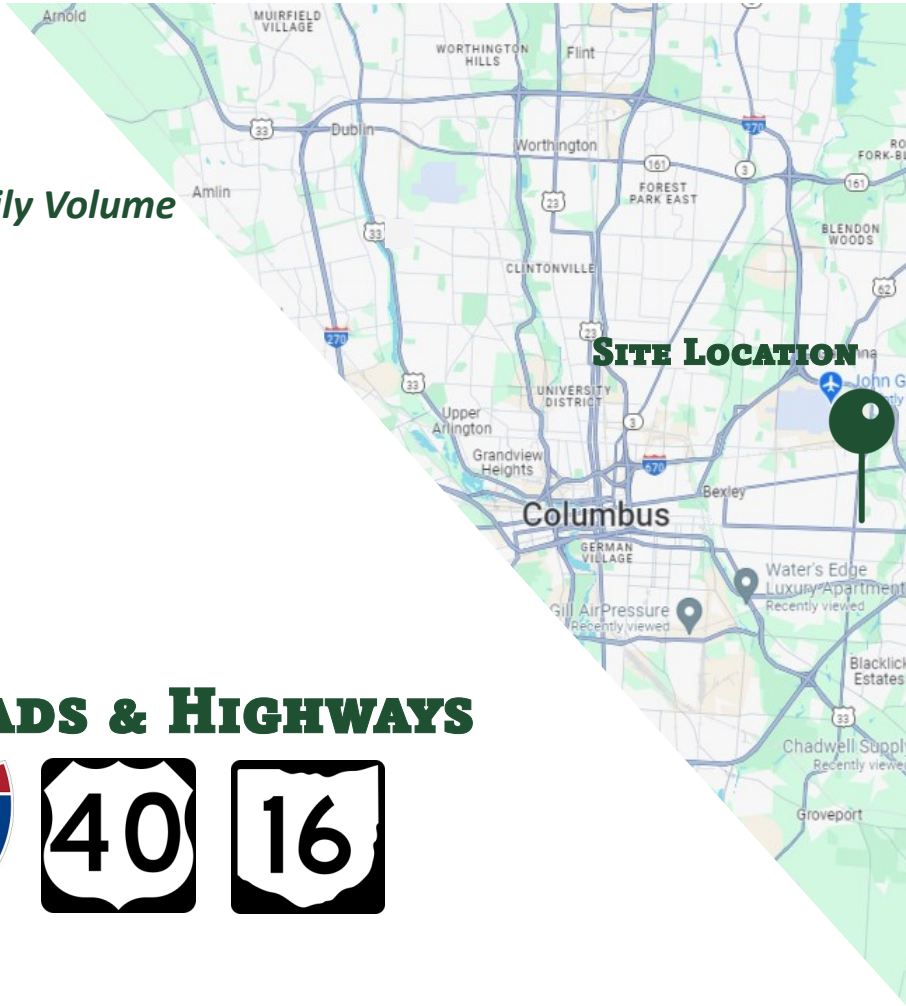 Arnold
MUIRFIELD
VILLAGE
WORTHINGTON
HILLS
Flint
33
Dublin
270
Worthington
161
3
FOREST
PARK EAST
161
ily Volume
Amlin
23
33
BLENDON
WOODS
CLINTONVILLE
62
270
23
SITE LOCATION
33
UNIVERSITY
DISTRICT
John G
Upper
Arlington
3
Grandview
Heights
670
Bexley
Columbus
GERMAN
VILLAGE
Water's Edge
Luxury Apartment
Recently viewed
Gill AirPressure
Recently viewed
Blacklick
Estates
ADS & HIGHWAYS
33
Chadwell Supply
Recently viewe
Groveport
40
16